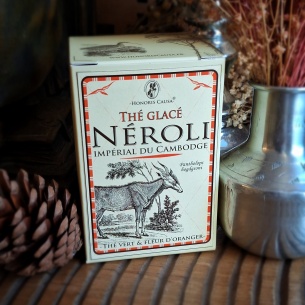 HONORIS CAUSA
THÉ GLACÉ
NÉROLI
IMPÉRIAL DU CAMBODGE
THÉ VERT & FLEUR D'ORANGER